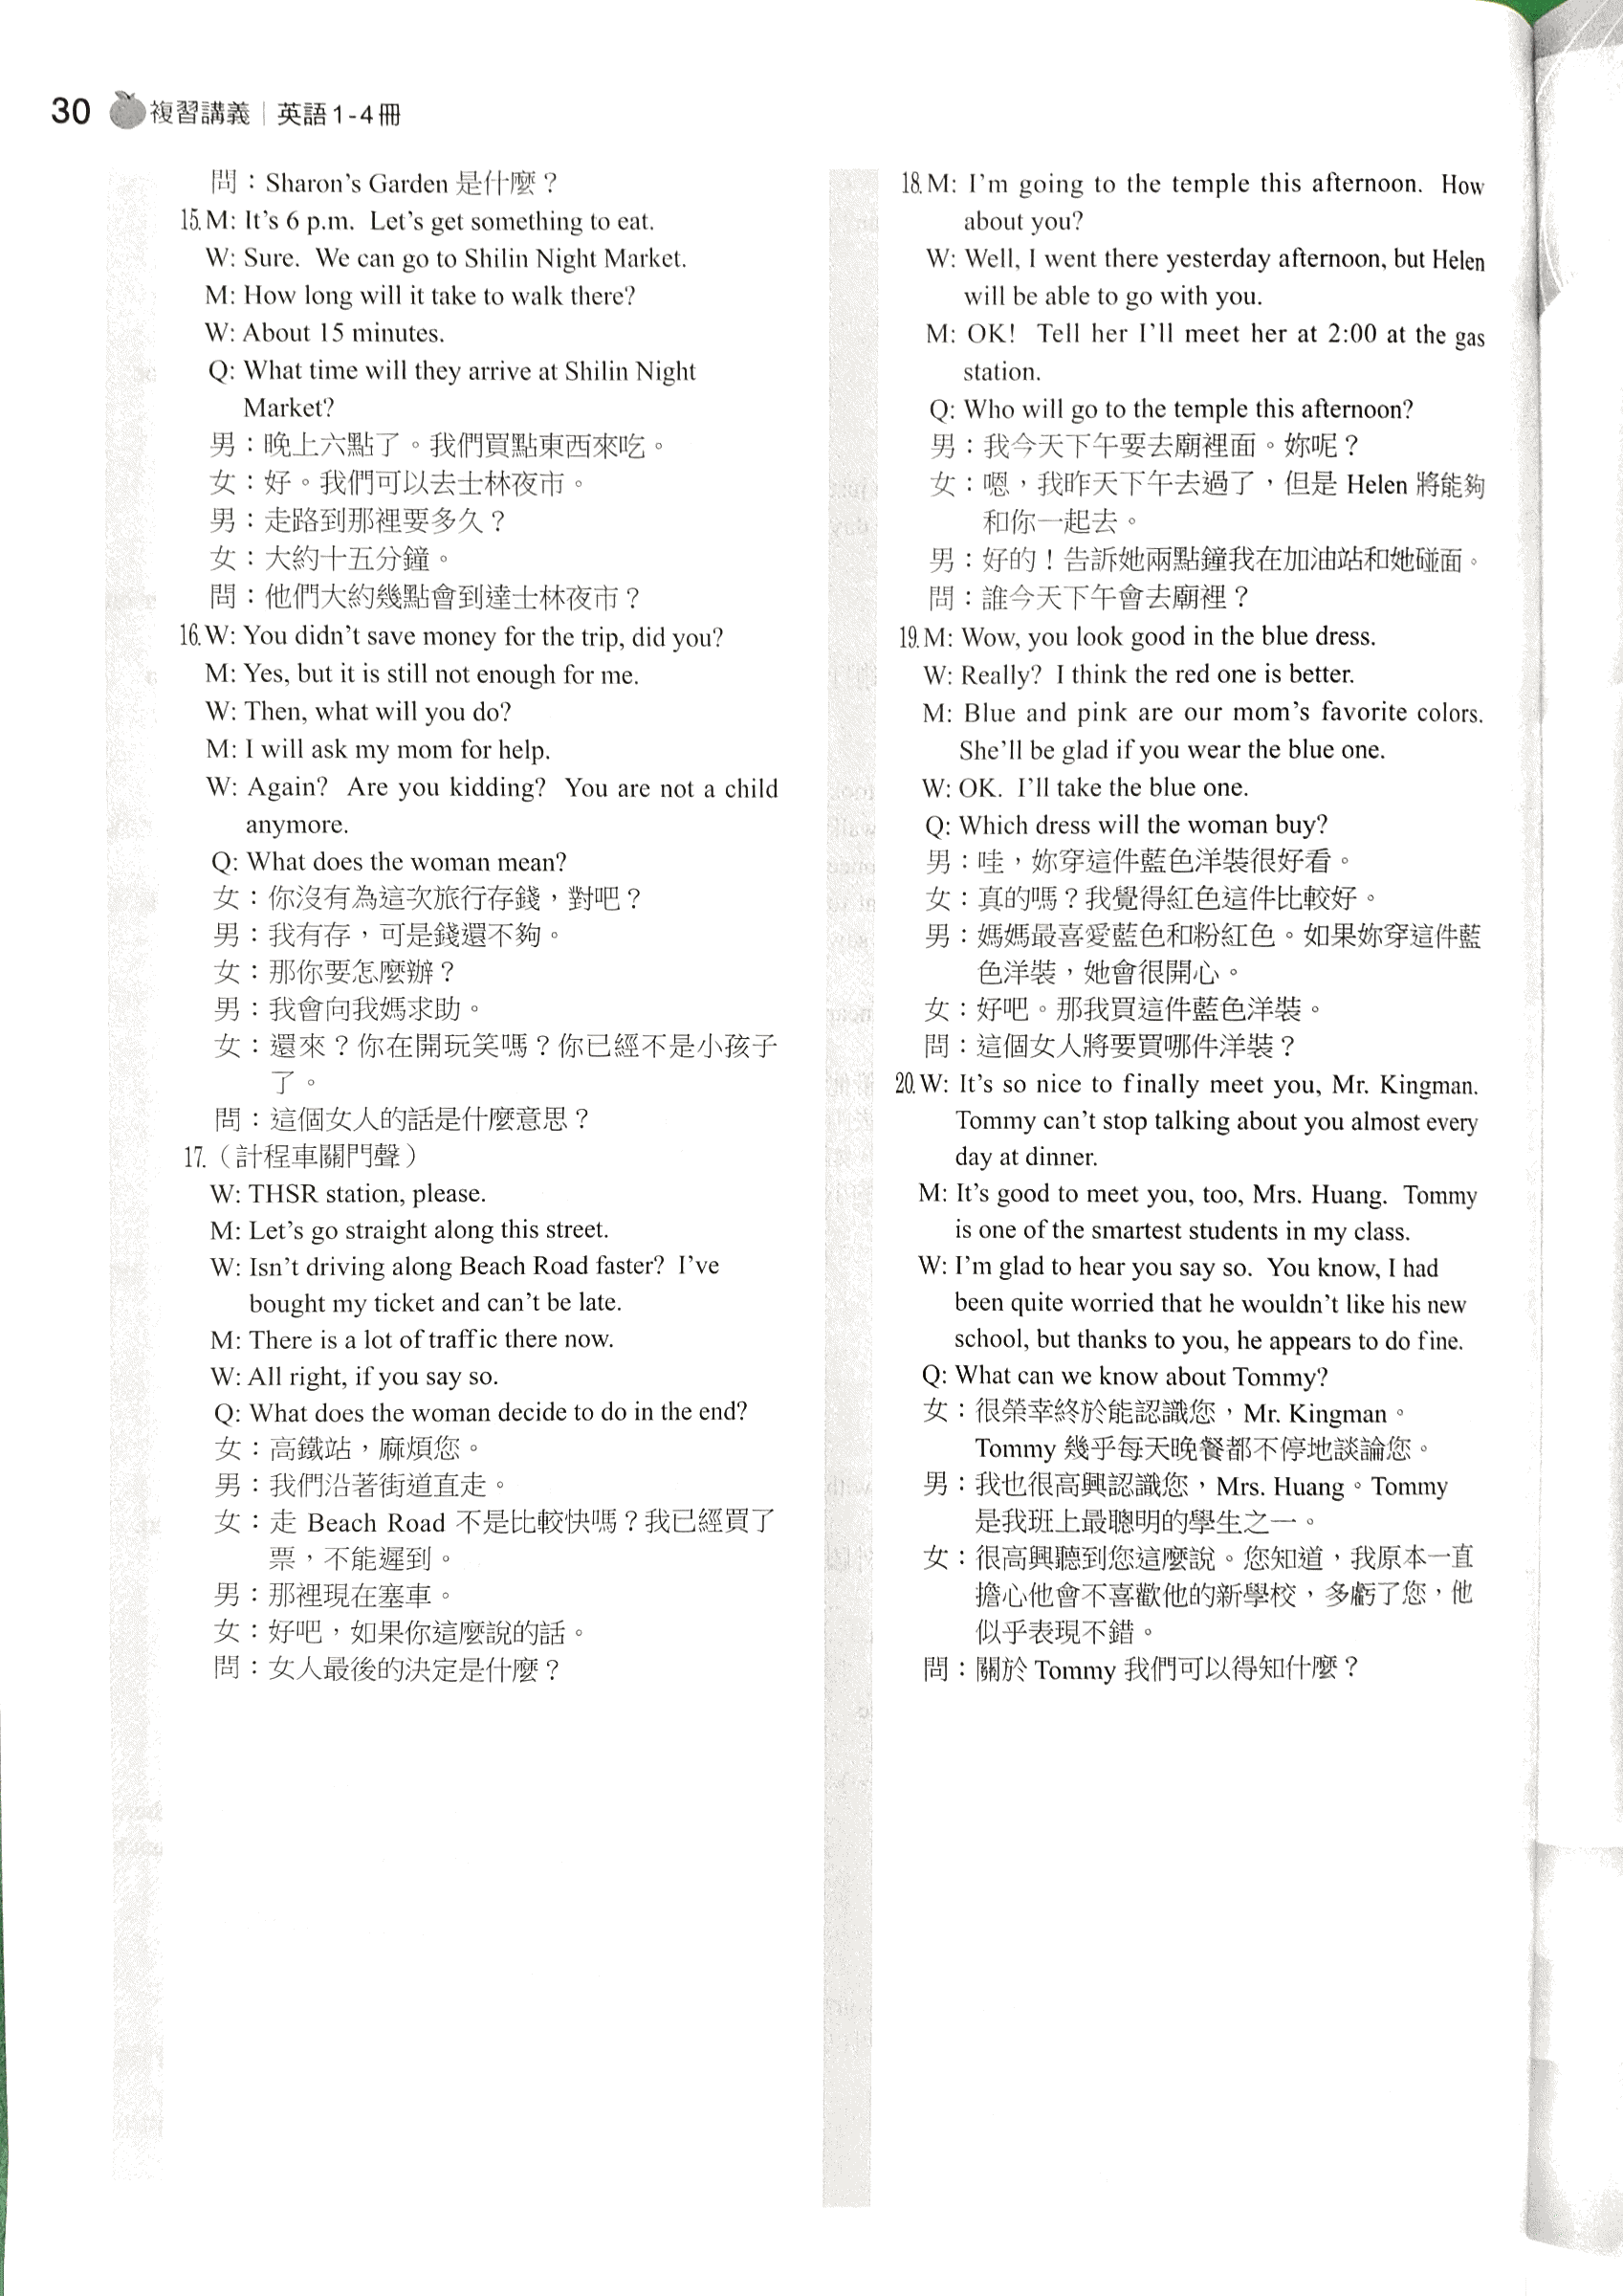 30 複習講義｜英語1-4冊
問：Sharon's Garden 是什麼？
15. M: It's 6 p.m. Let's get something to eat.
W: Sure. We can go to Shilin Night Market.
M: How long will it take to walk there?
W: About 15 minutes.
Q: What time will they arrive at Shilin Night
Market?
男：晚上六點了。我們買點東西來吃。
女：好。我們可以去士林夜市。
男：走路到那裡要多久？
女：大約十五分鐘。
問：他們大約幾點會到達士林夜市？
16. W: You didn't save money for the trip, did you?
M: Yes, but it is still not enough for me.
W: Then, what will you do?
M: I will ask my mom for help.
W: Again? Are you kidding? You are not a child
anymore.
Q: What does the woman mean?
女：你沒有為這次旅行存錢，對吧？
男：我有存，可是錢還不夠。
女：那你要怎麼辦？
男：我會向我媽求助。
女：還來？你在開玩笑嗎？你已經不是小孩子
了。
問：這個女人的話是什麼意思？
17.（計程車關門聲）
W: THSR station, please.
M: Let's go straight along this street.
W: Isn't driving along Beach Road faster? I've
bought my ticket and can't be late.
M: There is a lot of traffic there now.
W: All right, if you say so.
Q: What does the woman decide to do in the end?
女：高鐵站，麻煩您。
男：我們沿著街道直走。
女：走 Beach Road 不是比較快嗎？我已經買了
票，不能遲到。
男：那裡現在塞車。
女：好吧，如果你這麼說的話。
問：女人最後的決定是什麼？
18. M: I'm going to the temple this afternoon. How
about you?
W: Well, I went there yesterday afternoon, but Helen
will be able to go with you.
M: OK! Tell her I'll meet her at 2:00 at the gas
station.
Q: Who will go to the temple this afternoon?
男：我今天下午要去廟裡面。妳呢？
女：嗯，我昨天下午去過了，但是 Helen 將能夠
和你一起去。
男：好的！告訴她兩點鐘我在加油站和她碰面。
問：誰今天下午會去廟裡？
19. M: Wow, you look good in the blue dress.
W: Really? I think the red one is better.
M: Blue and pink are our mom's favorite colors.
She'll be glad if you wear the blue one.
W: OK. I'll take the blue one.
Q: Which dress will the woman buy?
男：哇，妳穿這件藍色洋裝很好看。
女：真的嗎？我覺得紅色這件比較好。
男：媽媽最喜愛藍色和粉紅色。如果妳穿這件藍
色洋裝，她會很開心。
女：好吧。那我買這件藍色洋裝。
問：這個女人將要買哪件洋裝？
20. W: It's so nice to finally meet you, Mr. Kingman.
Tommy can't stop talking about you almost every
day at dinner.
M: It's good to meet you, too, Mrs. Huang. Tommy
is one of the smartest students in my class.
W: I'm glad to hear you say so. You know, I had
been quite worried that he wouldn't like his new
school, but thanks to you, he appears to do fine.
Q: What can we know about Tommy?
女：很榮幸終於能認識您，Mr. Kingman。
Tommy 幾乎每天晚餐都不停地談論您。
男：我也很高興認識您，Mrs. Huang。Tommy
是我班上最聰明的學生之一。
女：很高興聽到您這麼說。您知道，我原本一直
擔心他會不喜歡他的新學校，多虧了您，他
似乎表現不錯。
問：關於 Tommy 我們可以得知什麼？